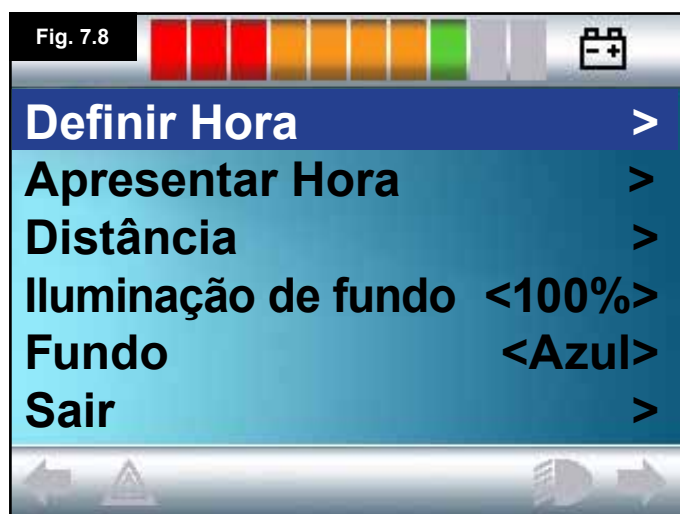 Fig. 7.8
Definir Hora >
Apresentar Hora >
Distância >
Iluminação de fundo <100%>
Fundo <Azul>
Sair >